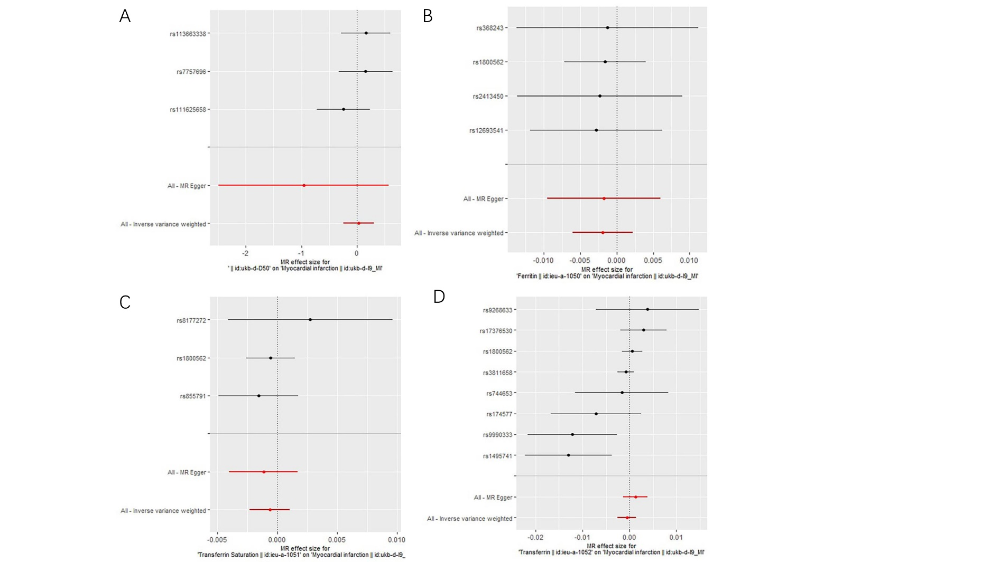 A
rs113663338
rs7757696
rs111625658
All - MR Egger
All - Inverse variance weighted
-2 -1 0
MR effect size for
' || id:ukb-d-D50' on 'Myocardial infarction || id:ukb-d-I9_MI'
B
rs368243
rs1800562
rs2413450
rs12693541
All - MR Egger
All - Inverse variance weighted
-0.010 -0.005 0.000 0.005 0.010
MR effect size for
'Ferritin || id:ieu-a-1050' on 'Myocardial infarction || id:ukb-d-I9_MI'
C
rs8177272
rs1800562
rs855791
All - MR Egger
All - Inverse variance weighted
-0.005 0.000 0.005 0.010
MR effect size for
'Transferrin Saturation || id:ieu-a-1051' on 'Myocardial infarction || id:ukb-d-I9_
D
rs9268633
rs17376530
rs1800562
rs3811658
rs744653
rs174577
rs9990333
rs1495741
All - MR Egger
All - Inverse variance weighted
-0.02 -0.01 0.00 0.01
MR effect size for
'Transferrin || id:ieu-a-1052' on 'Myocardial infarction || id:ukb-d-I9_MI'